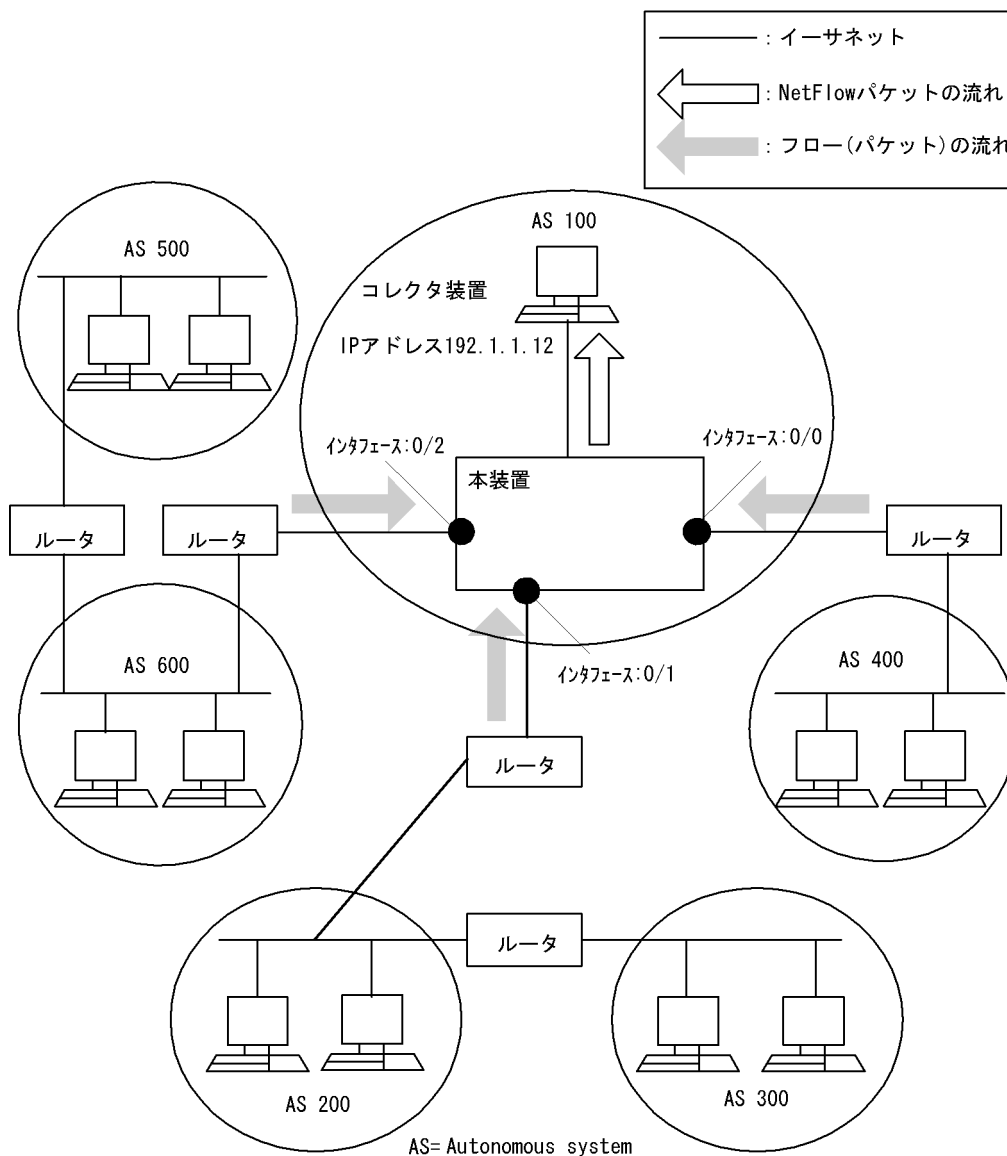 : イーサネット
: NetFlowパケットの流れ
: フロー(パケット)の流れ
AS 500
AS 100
コレクタ装置
IPアドレス192.1.1.12
インタフェース:0/2
インタフェース:0/0
本装置
ルータ
ルータ
ルータ
AS 600
インタフェース:0/1
AS 400
ルータ
ルータ
AS 200
AS 300
AS= Autonomous system